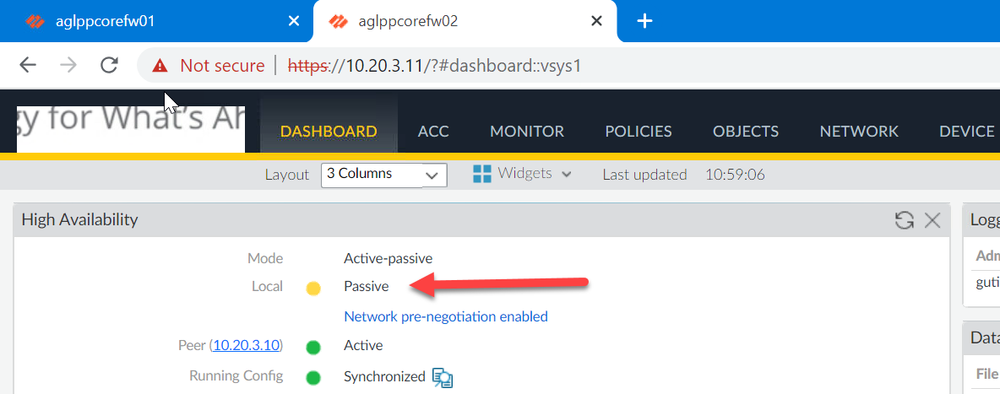 aglppcorefw01
aglppcorefw02
Not secure https://10.20.3.11/?#dashboard::vsys1
gy for What's Ah
DASHBOARD ACC MONITOR POLICIES OBJECTS NETWORK DEVICE
Layout 3 Columns Widgets Last updated 10:59:06
High Availability
Mode Active-passive
Local Passive
Network pre-negotiation enabled
Peer (10.20.3.10) Active
Running Config Synchronized
Logg
Adm
guti
Data
File